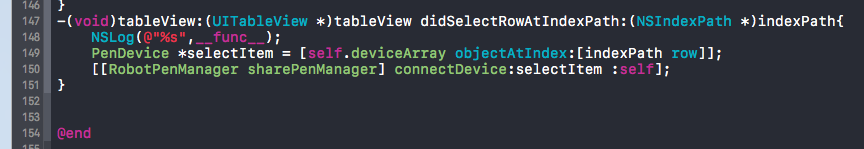 146 }
147 -(void)tableView:(UITableView *)tableView didSelectRowAtIndexPath:(NSIndexPath *)indexPath{
148 NSLog(@"%s",__func__);
149 PenDevice *selectItem = [self.deviceArray objectAtIndex:[indexPath row]];
150 [[RobotPenManager sharePenManager] connectDevice:selectItem :self];
151 }
152
153
154 @end
155